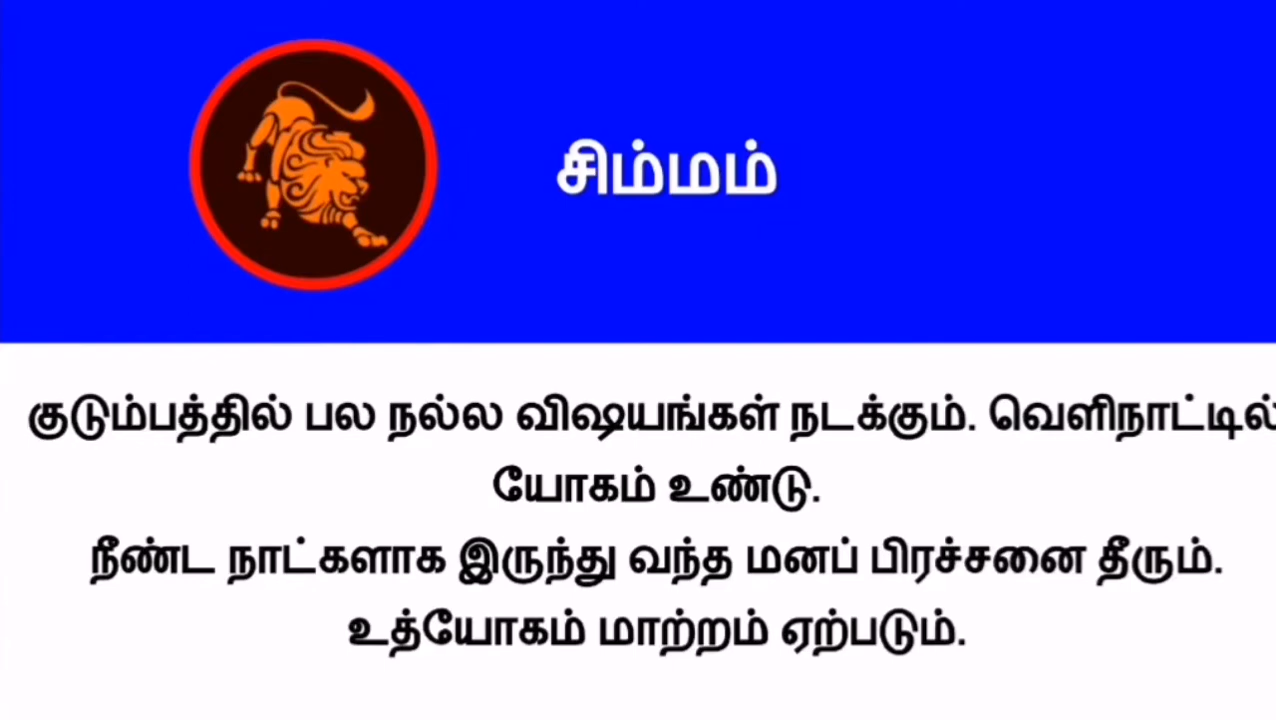 சிம்மம்
குடும்பத்தில் பல நல்ல விஷயங்கள் நடக்கும். வெளிநாட்டில்
யோகம் உண்டு.
நீண்ட நாட்களாக இருந்து வந்த மனப் பிரச்சனை தீரும்.
உத்யோகம் மாற்றம் ஏற்படும்.